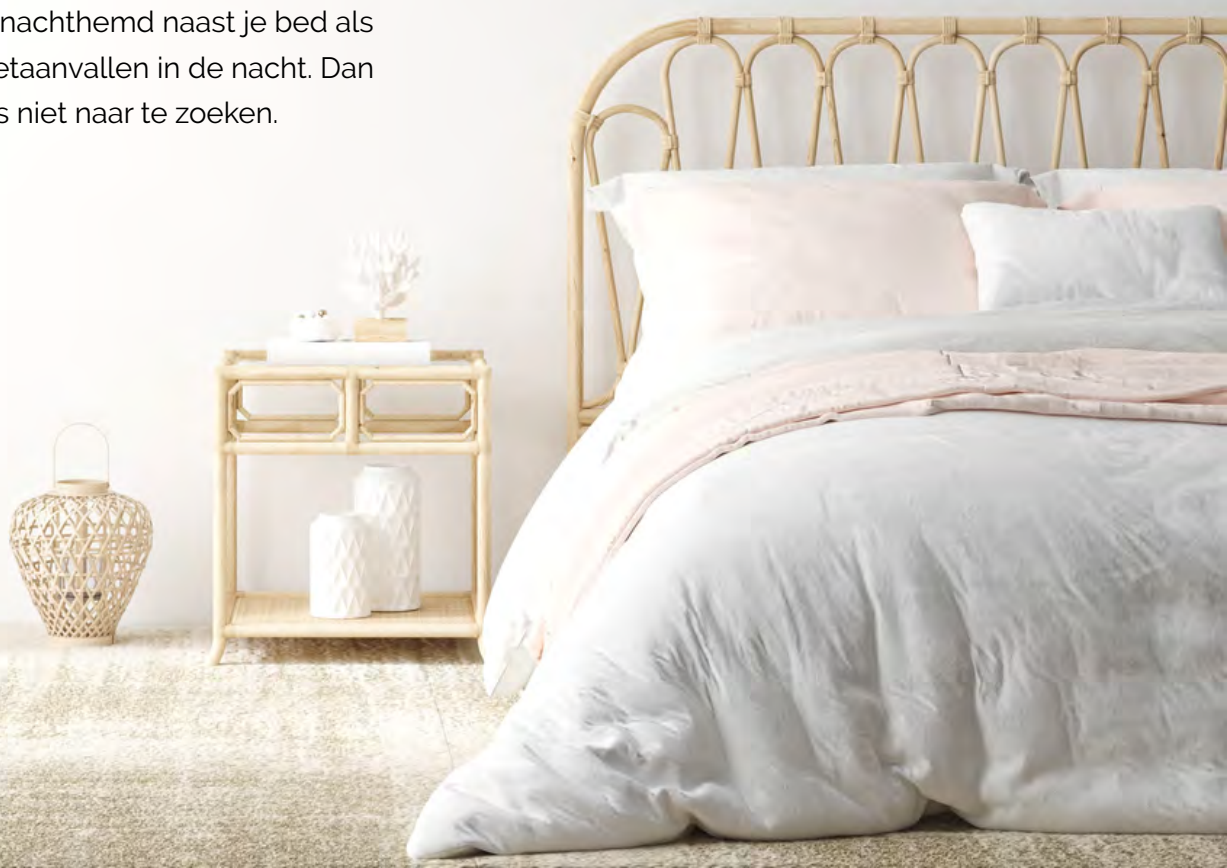 nachthemd naast je bed als
etaanvallen in de nacht. Dan
s niet naar te zoeken.